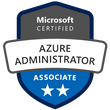 Microsoft
CERTIFIED
AZURE
ADMINISTRATOR
ASSOCIATE